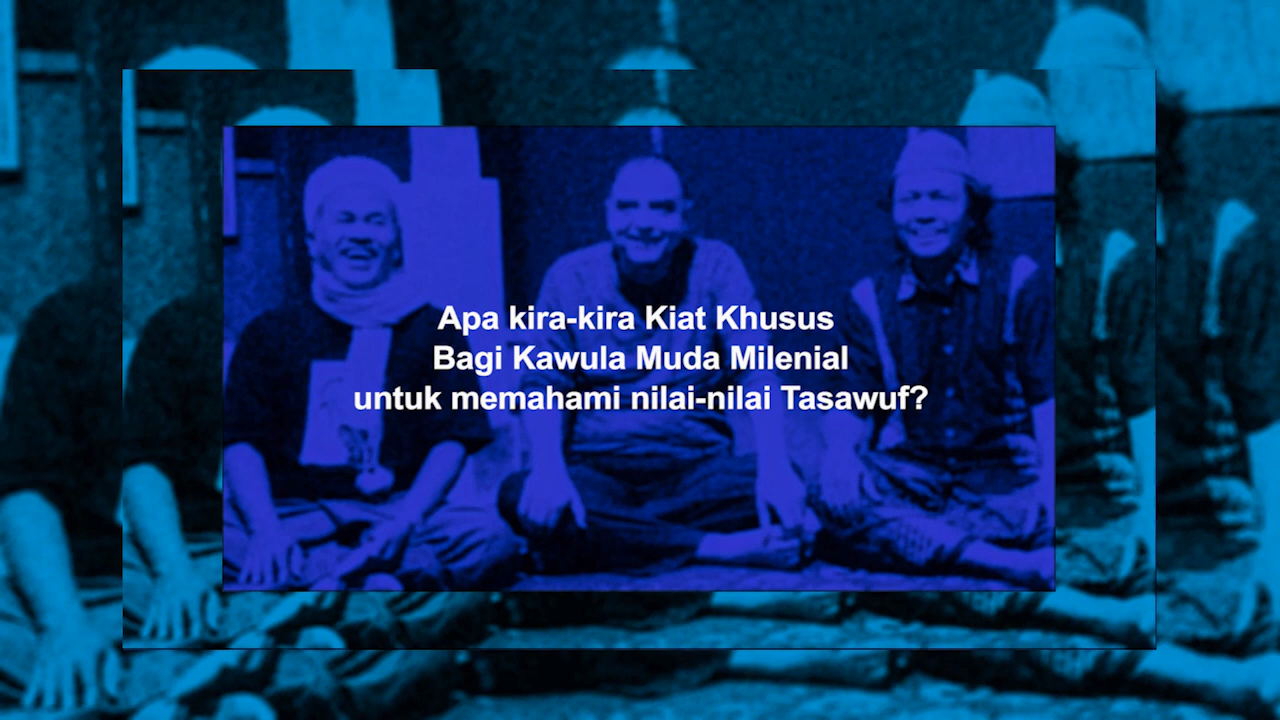 Apa kira-kira Kiat Khusus
Bagi Kawula Muda Milenial
untuk memahami nilai-nilai Tasawuf?